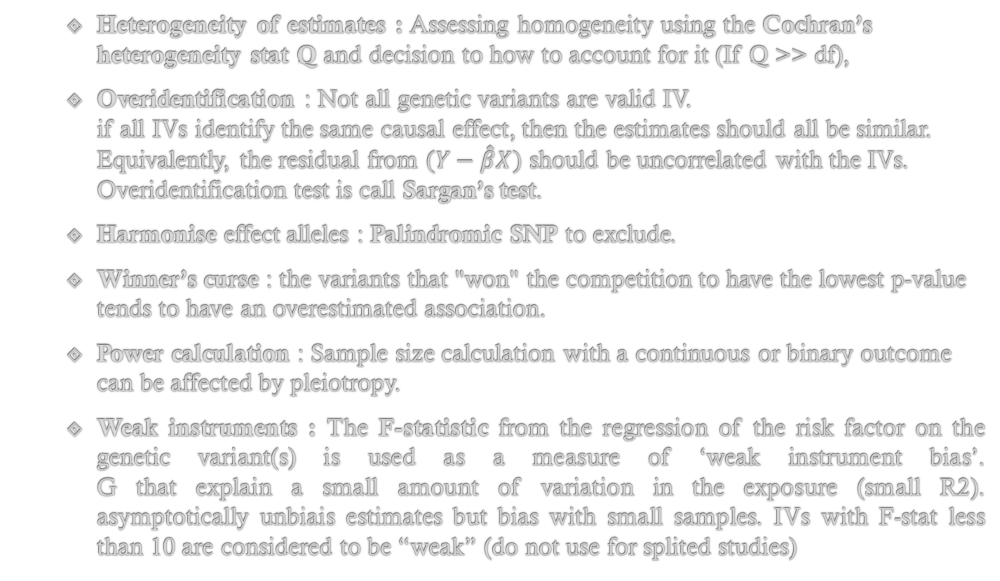 ❖ Heterogeneity of estimates : Assessing homogeneity using the Cochran’s
heterogeneity stat Q and decision to how to account for it (If Q >> df),
❖ Overidentification : Not all genetic variants are valid IV.
if all IVs identify the same causal effect, then the estimates should all be similar.
Equivalently, the residual from (Y − β̂X) should be uncorrelated with the IVs.
Overidentification test is call Sargan’s test.
❖ Harmonise effect alleles : Palindromic SNP to exclude.
❖ Winner’s curse : the variants that "won" the competition to have the lowest p-value
tends to have an overestimated association.
❖ Power calculation : Sample size calculation with a continuous or binary outcome
can be affected by pleiotropy.
❖ Weak instruments : The F-statistic from the regression of the risk factor on the
genetic variant(s) is used as a measure of ‘weak instrument bias’.
G that explain a small amount of variation in the exposure (small R2).
asymptotically unbiais estimates but bias with small samples. IVs with F-stat less
than 10 are considered to be “weak” (do not use for splited studies)